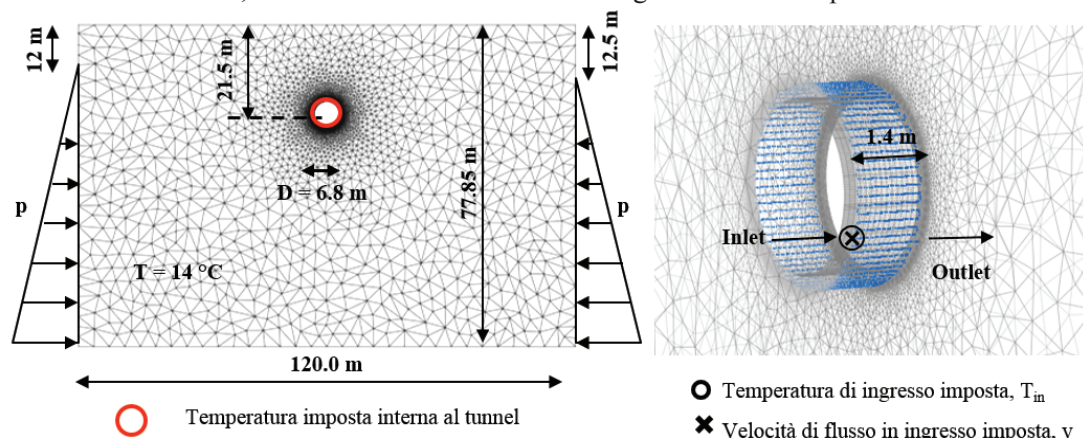 12 m
21.5 m
12.5 m
D = 6.8 m
77.85 m
p
p
T = 14 °C
120.0 m
Temperatura imposta interna al tunnel
1.4 m
Inlet
Outlet
Temperatura di ingresso imposta, T_in
Velocità di flusso in ingresso imposta, v